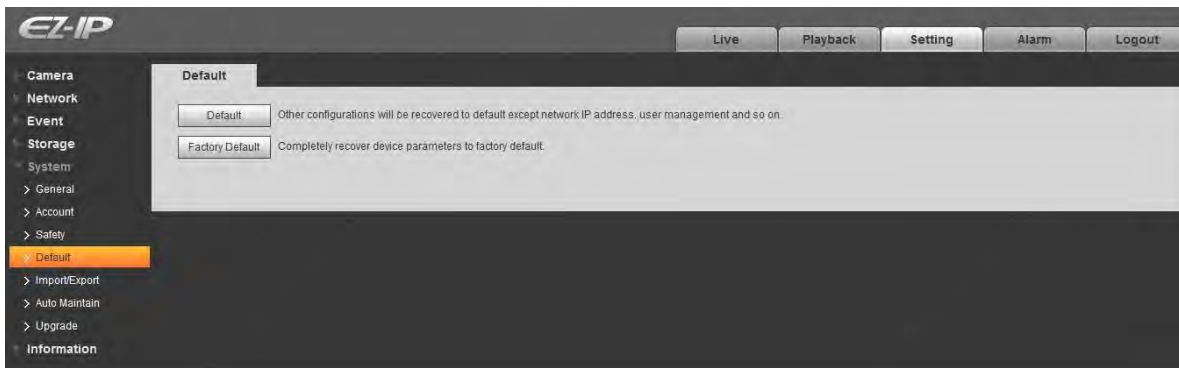 EZ-IP
Live Playback Setting Alarm Logout
Camera
Network
Event
Storage
System
> General
> Account
> Safety
> Default
> Import/Export
> Auto Maintain
> Upgrade
Information
Default
Default Other configurations will be recovered to default except network IP address, user management and so on.
Factory Default Completely recover device parameters to factory default.